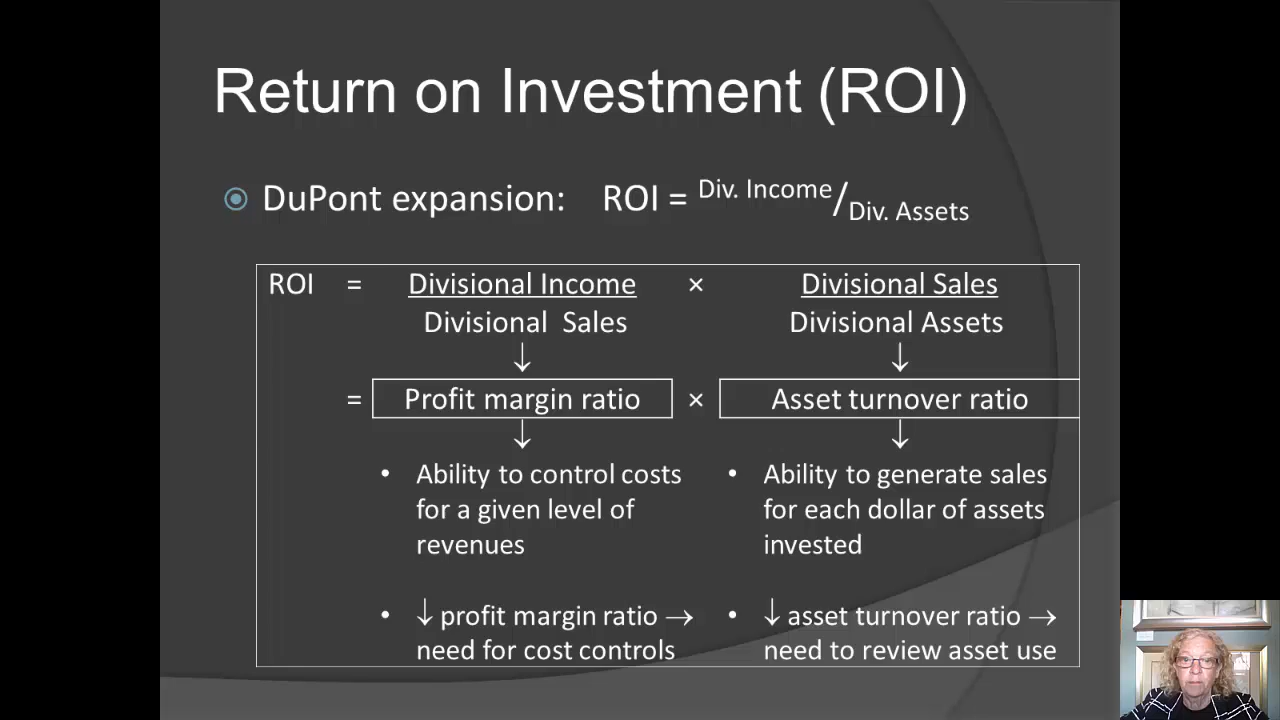 Return on Investment (ROI)
DuPont expansion: ROI = Div. Income/Div. Assets
ROI = Divisional Income × Divisional Sales
Divisional Sales Divisional Assets
↓ ↓
= Profit margin ratio × Asset turnover ratio
↓ ↓
• Ability to control costs • Ability to generate sales
for a given level of for each dollar of assets
revenues invested
• ↓ profit margin ratio → • ↓ asset turnover ratio →
need for cost controls need to review asset use